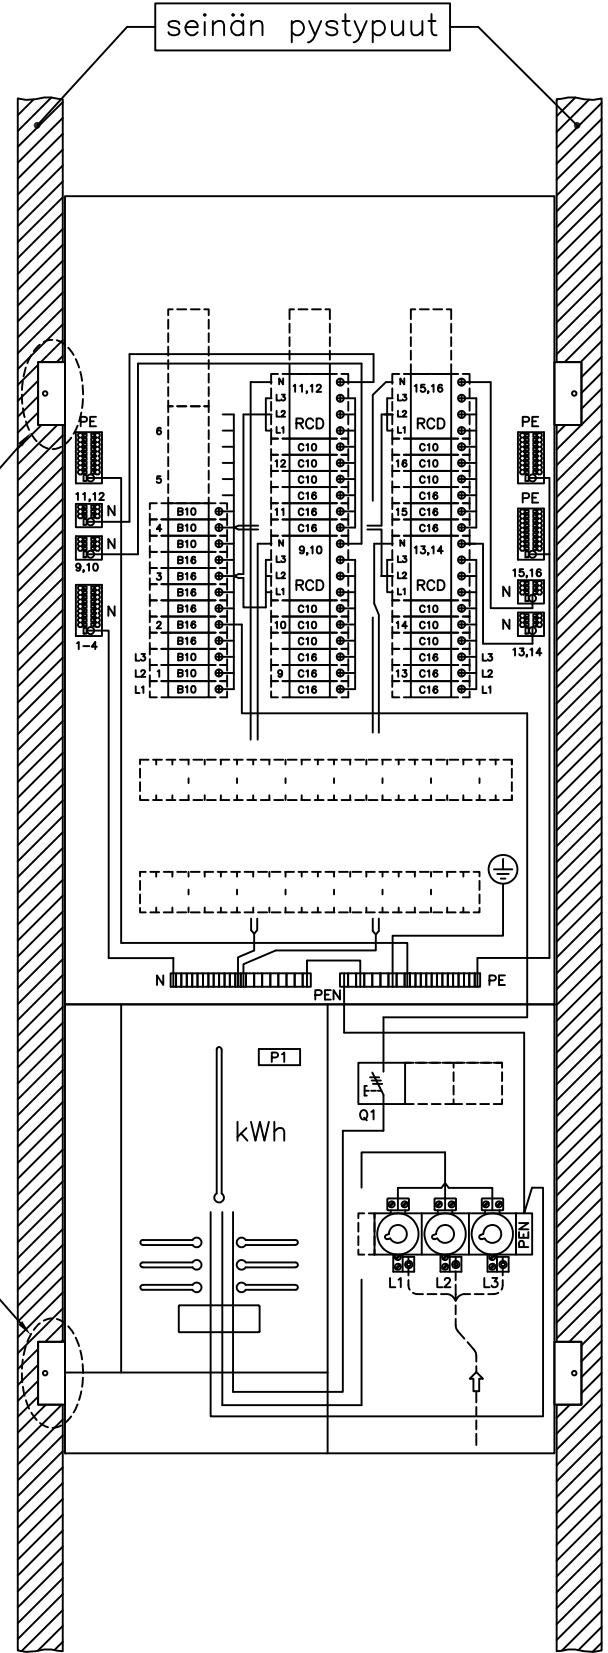 seinän pystypuut
PE
11,12
N
9,10
N
N
1-4
6
5
B10
4 B10
B10
B16
3 B16
B16
2 B16
B16
L3 B10
L2 1 B10
L1 B10
N 11,12
L3
L2 RCD
L1
C10
12 C10
C10
C16
11 C16
C16
N 9,10
L3
L2 RCD
L1
C10
10 C10
C10
C16
9 C16
C16
N 15,16
L3
L2 RCD
L1
C10
16 C10
C10
C16
15 C16
C16
N 13,14
L3
L2 RCD
L1
C10
14 C10
C10
C16 L3
13 C16 L2
C16 L1
PE
PE
15,16
N
N
13,14
N
PEN
PE
P1
kWh
Q1
PEN
L1 L2 L3